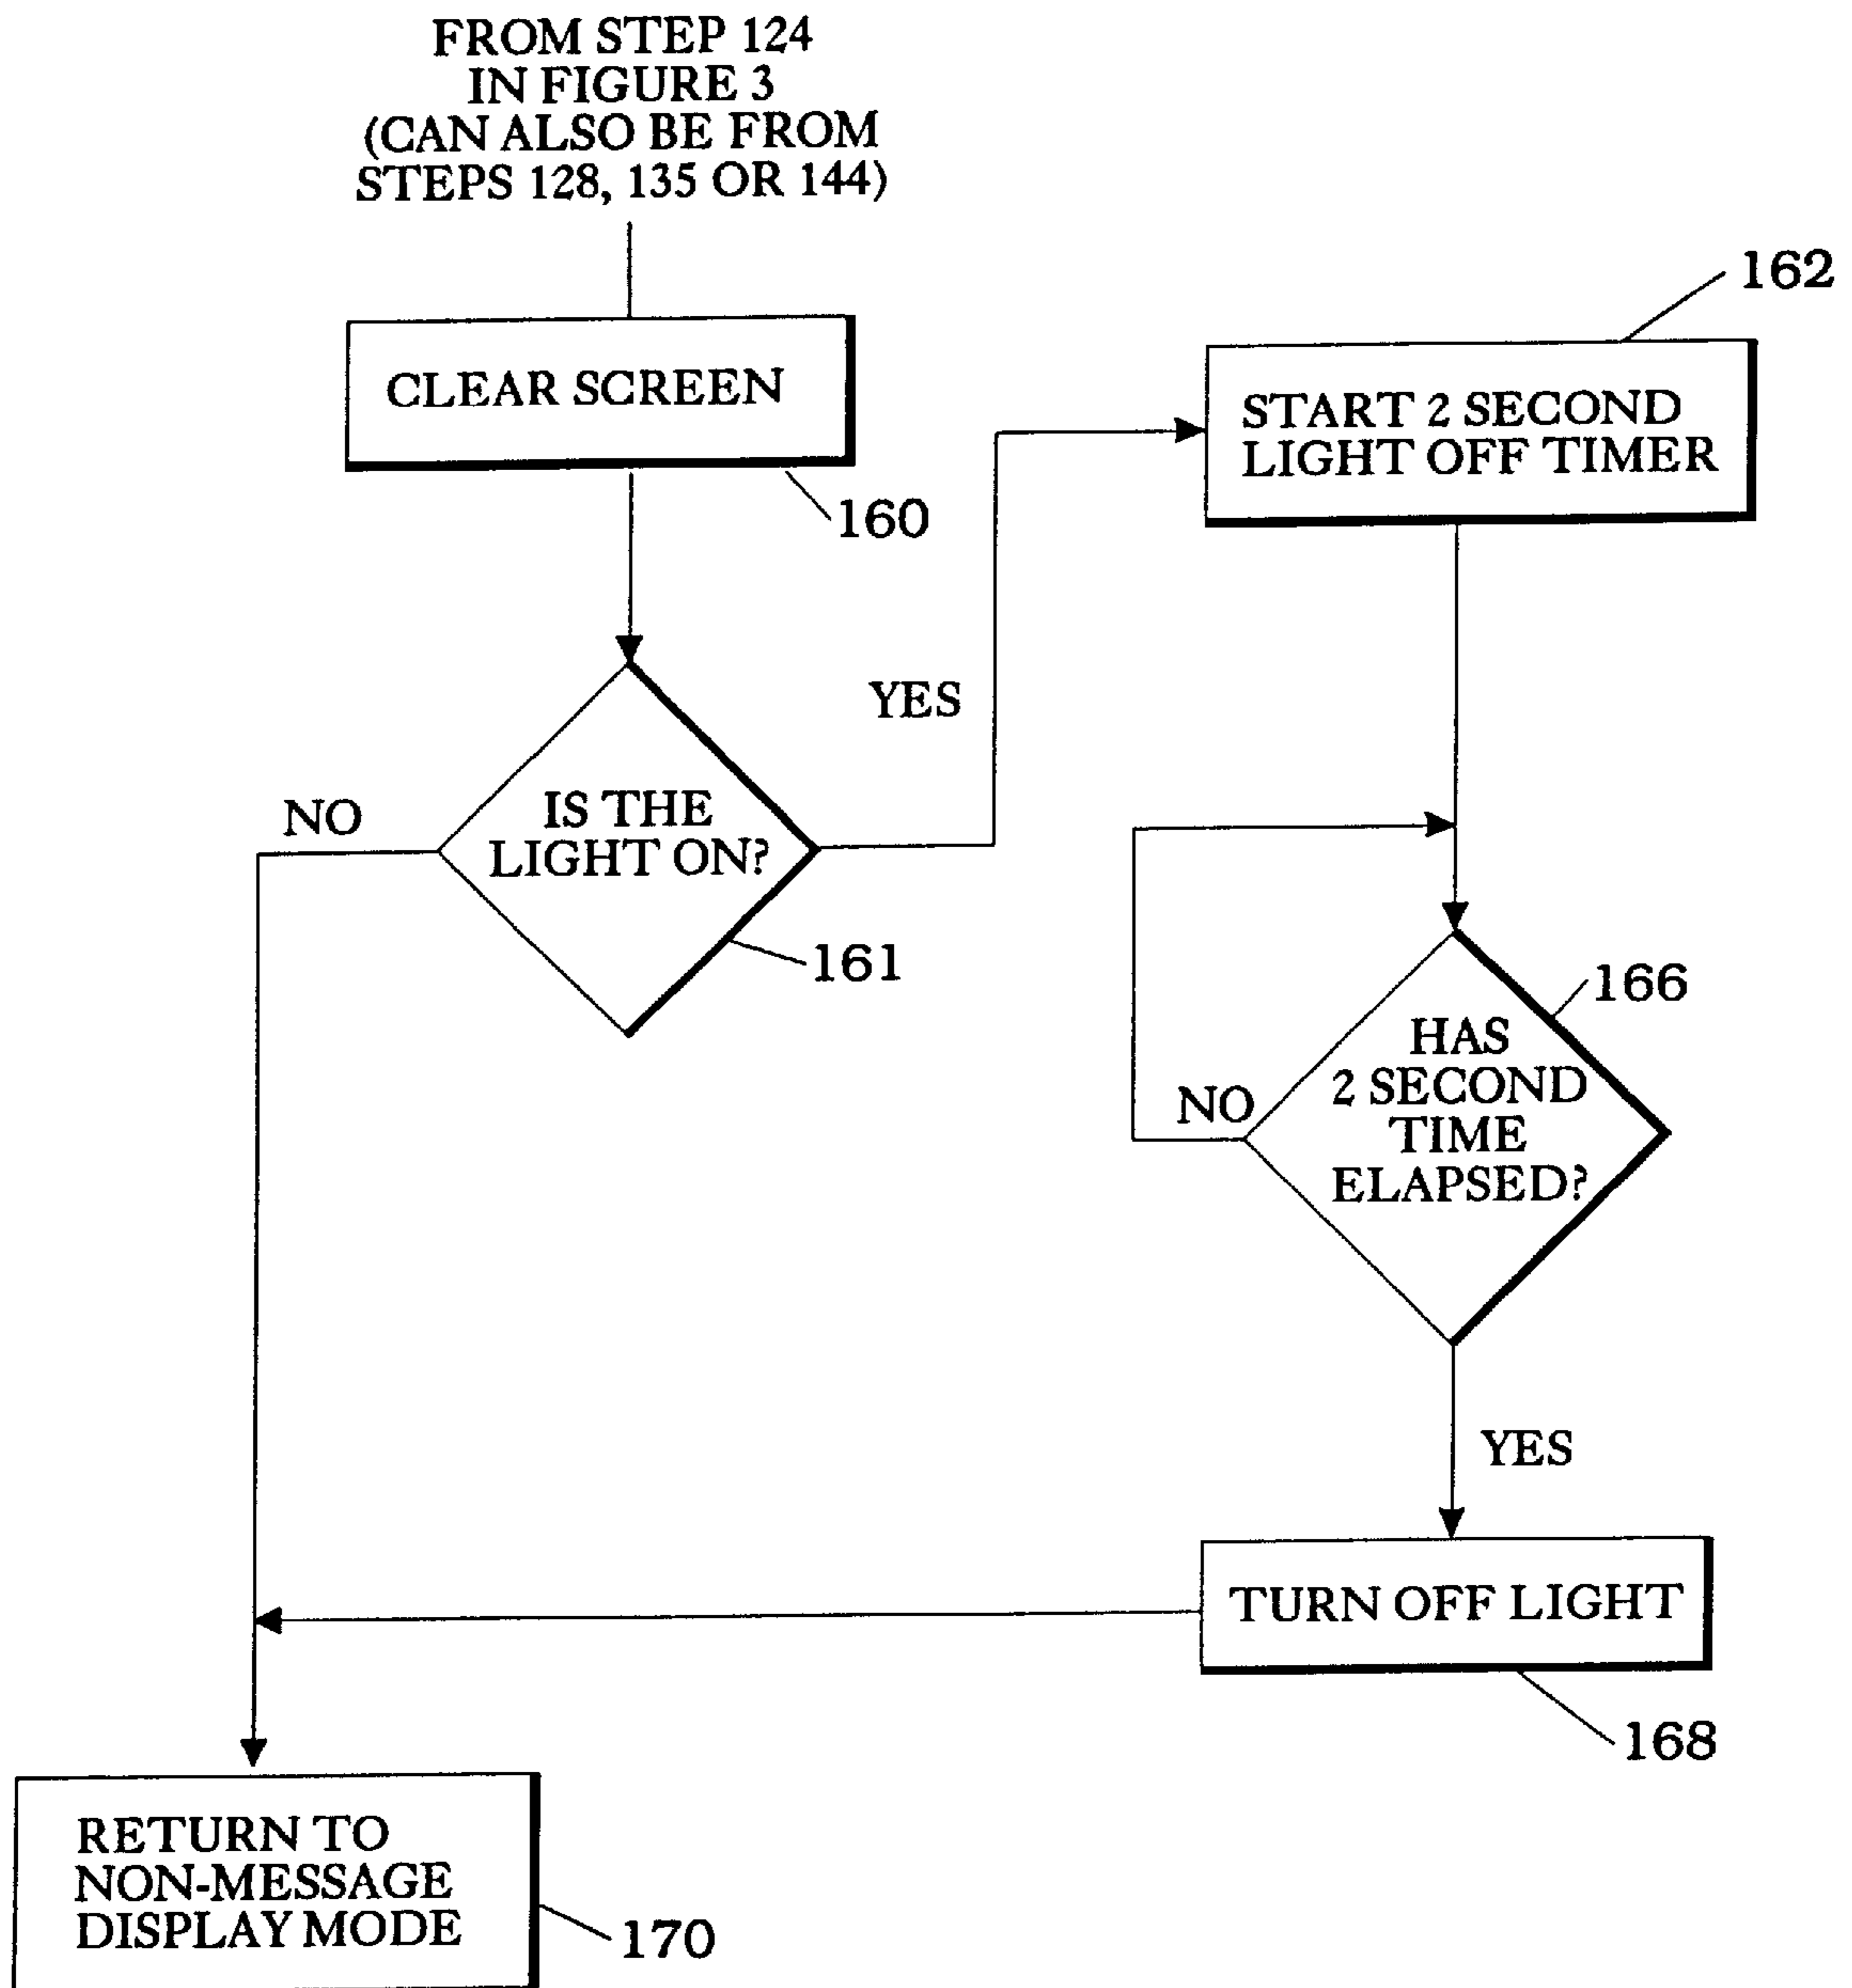 FROM STEP 124
IN FIGURE 3
(CAN ALSO BE FROM
STEPS 128, 135 OR 144)
162
CLEAR SCREEN
START 2 SECOND
LIGHT OFF TIMER
160
YES
NO
IS THE
LIGHT ON?
161
166
HAS
2 SECOND
TIME
ELAPSED?
NO
YES
TURN OFF LIGHT
168
RETURN TO
NON-MESSAGE
DISPLAY MODE
170